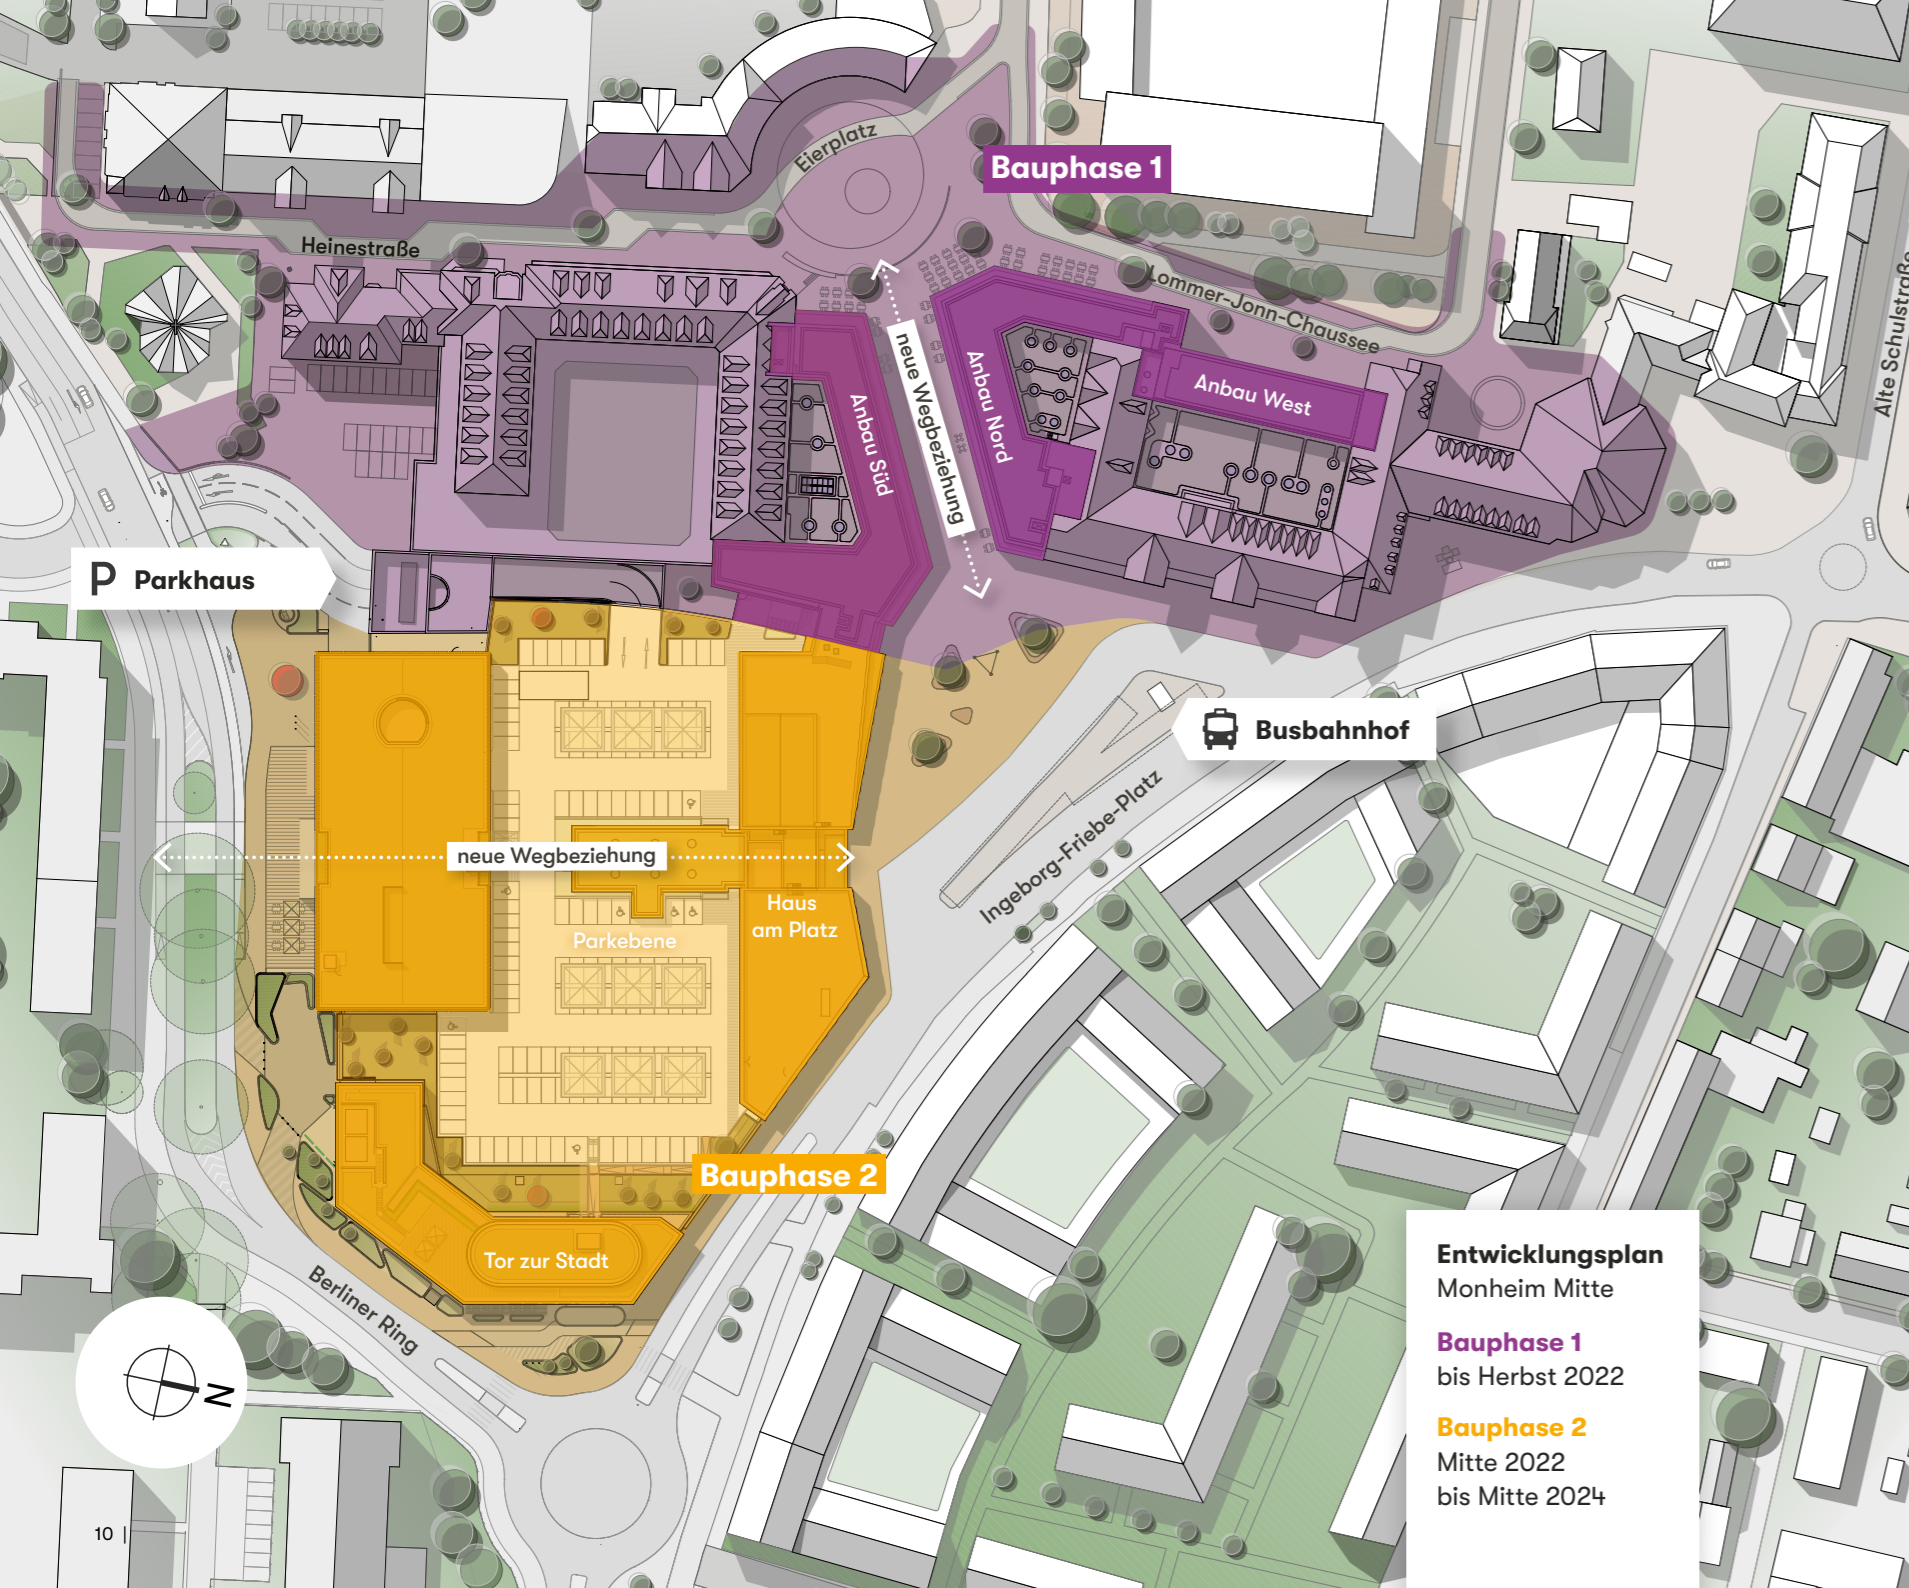 Eierplatz
Bauphase 1
Heinestraße
Lommer-Jonn-Chaussee
Alte Schulstraße
neue Wegbeziehung
Anbau Süd
Anbau Nord
Anbau West
P Parkhaus
Busbahnhof
Ingeborg-Friebe-Platz
neue Wegbeziehung
Haus
am Platz
Parkebene
Bauphase 2
Tor zur Stadt
Berliner Ring
N
Entwicklungsplan
Monheim Mitte
Bauphase 1
bis Herbst 2022
Bauphase 2
Mitte 2022
bis Mitte 2024
10 |